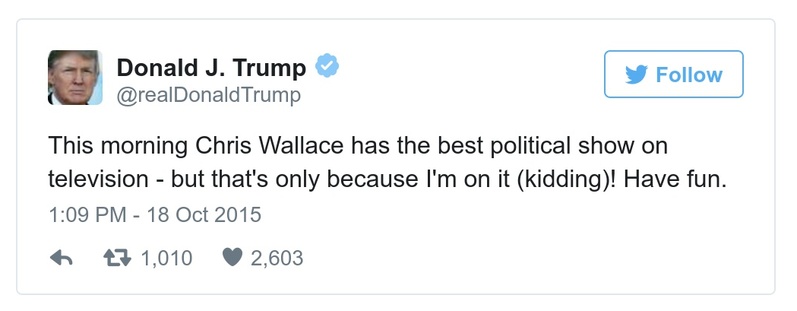 Donald J. Trump
@realDonaldTrump
Follow
This morning Chris Wallace has the best political show on
television - but that's only because I'm on it (kidding)! Have fun.
1:09 PM - 18 Oct 2015
1,010 2,603